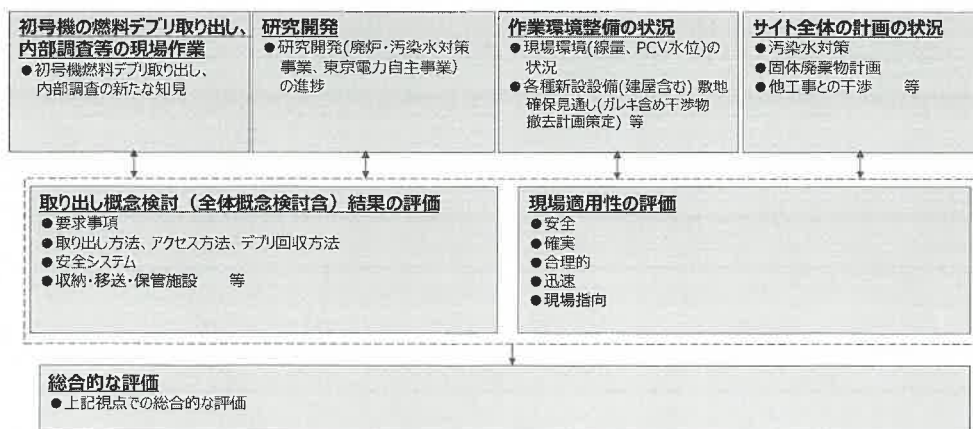 初号機の燃料デブリ取り出し、
内部調査等の現場作業
●初号機燃料デブリ取り出し、
内部調査の新たな知見
研究開発
●研究開発(廃炉・汚染水対策
事業、東京電力自主事業)
の進捗
作業環境整備の状況
●現場環境(線量、PCV水位)の
状況
●各種新設設備(建屋含む) 敷地
確保見通し(ガレキ含め干渉物
撤去計画策定) 等
サイト全体の計画の状況
●汚染水対策
●固体廃棄物計画
●他工事との干渉 等
取り出し概念検討（全体概念検討含）結果の評価
●要求事項
●取り出し方法、アクセス方法、デブリ回収方法
●安全システム
●収納・移送・保管施設 等
現場適用性の評価
●安全
●確実
●合理的
●迅速
●現場指向
総合的な評価
●上記視点での総合的な評価